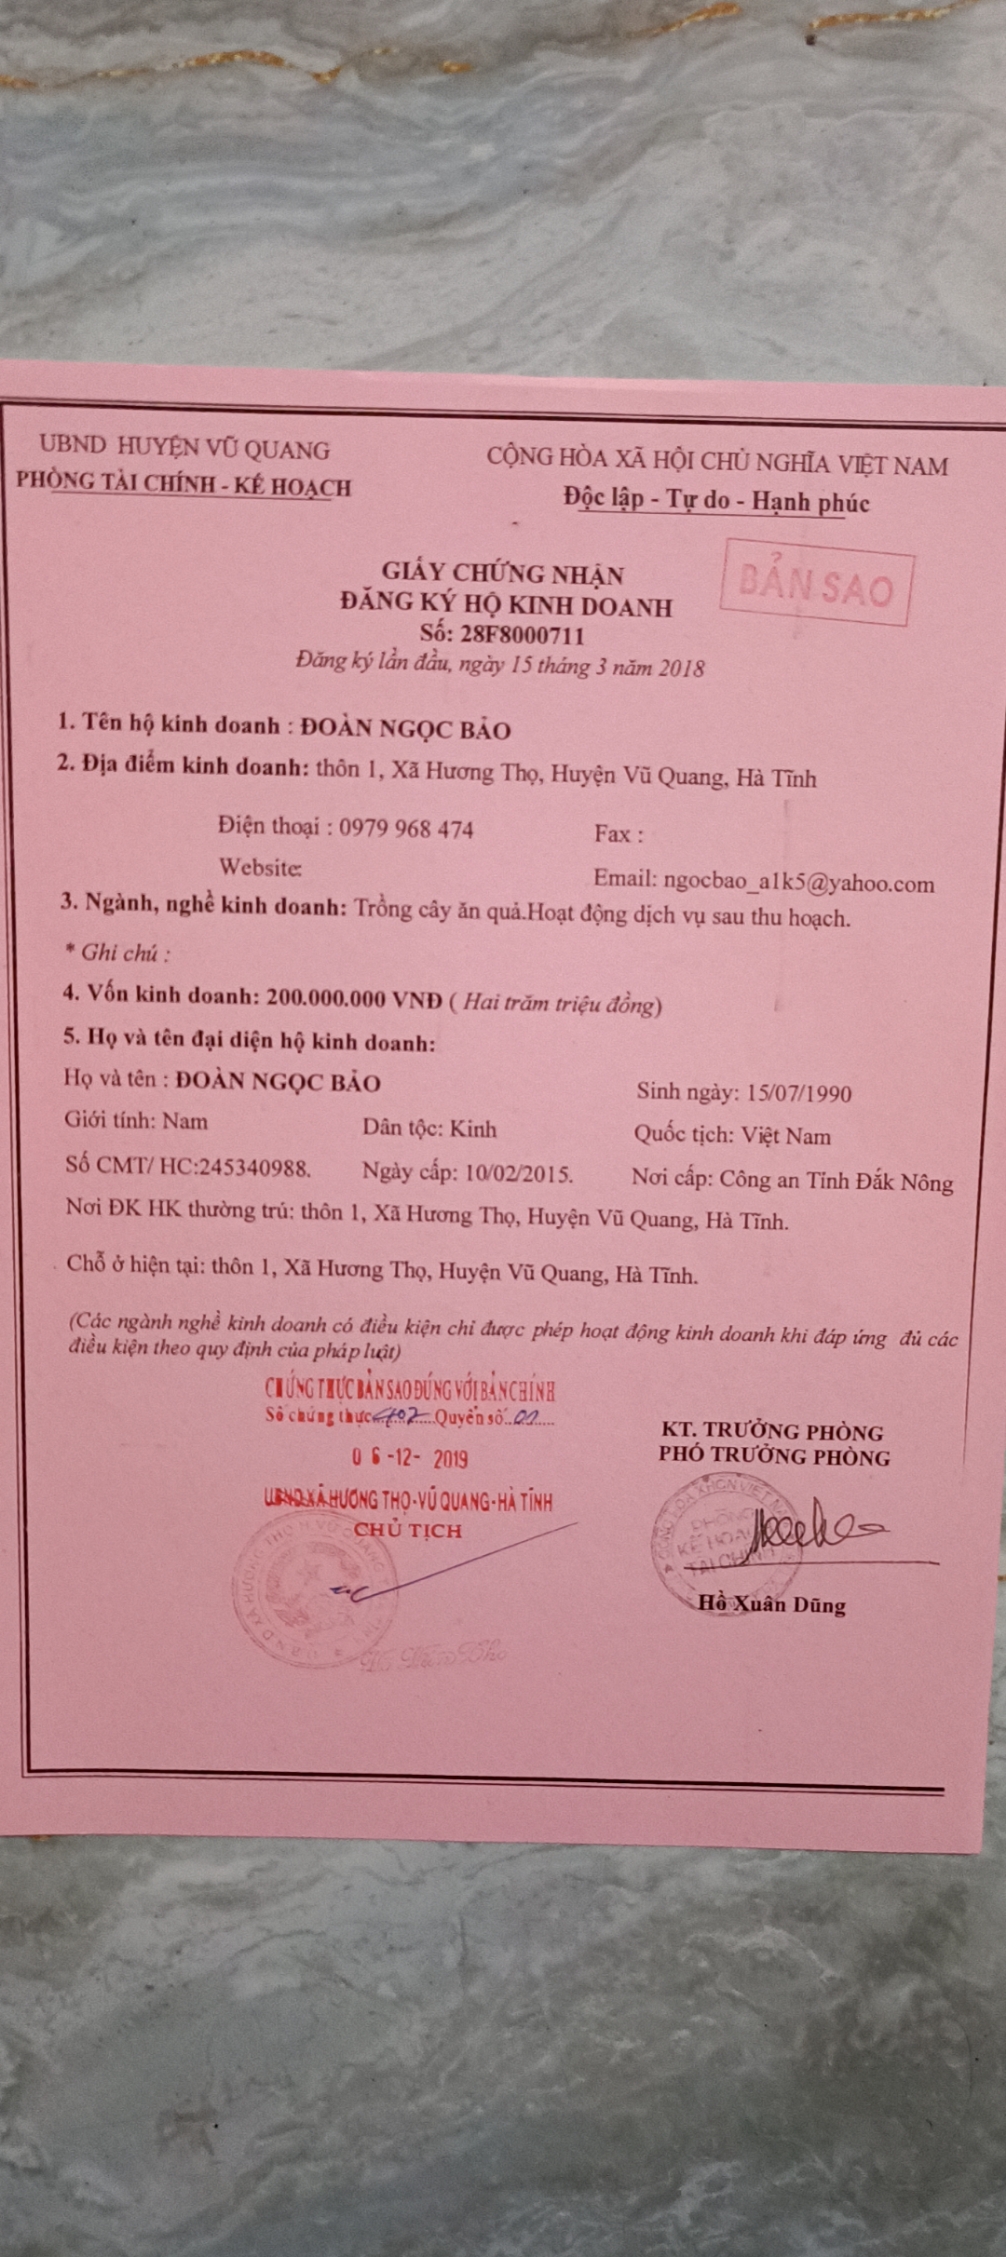 UBND HUYỆN VŨ QUANG
PHÒNG TÀI CHÍNH - KẾ HOẠCH
CỘNG HÒA XÃ HỘI CHỦ NGHĨA VIỆT NAM
Độc lập - Tự do - Hạnh phúc
BẢN SAO
GIẤY CHỨNG NHẬN
ĐĂNG KÝ HỘ KINH DOANH
Số: 28F8000711
Đăng ký lần đầu, ngày 15 tháng 3 năm 2018
1. Tên hộ kinh doanh : ĐOÀN NGỌC BẢO
2. Địa điểm kinh doanh: thôn 1, Xã Hương Thọ, Huyện Vũ Quang, Hà Tĩnh
Điện thoại : 0979 968 474 Fax :
Website: Email: ngocbao_a1k5@yahoo.com
3. Ngành, nghề kinh doanh: Trồng cây ăn quả.Hoạt động dịch vụ sau thu hoạch.
* Ghi chú :
4. Vốn kinh doanh: 200.000.000 VNĐ ( Hai trăm triệu đồng)
5. Họ và tên đại diện hộ kinh doanh:
Họ và tên : ĐOÀN NGỌC BẢO Sinh ngày: 15/07/1990
Giới tính: Nam Dân tộc: Kinh Quốc tịch: Việt Nam
Số CMT/ HC:245340988. Ngày cấp: 10/02/2015. Nơi cấp: Công an Tỉnh Đắk Nông
Nơi ĐK HK thường trú: thôn 1, Xã Hương Thọ, Huyện Vũ Quang, Hà Tĩnh.
Chỗ ở hiện tại: thôn 1, Xã Hương Thọ, Huyện Vũ Quang, Hà Tĩnh.
(Các ngành nghề kinh doanh có điều kiện chỉ được phép hoạt động kinh doanh khi đáp ứng đủ các
điều kiện theo quy định của pháp luật)
CHỨNG THỰC BẢN SAO ĐÚNG VỚI BẢN CHÍNH
Số chứng thực 407 Quyển số 01
06-12-2019
UBND XÃ HƯƠNG THỌ-VŨ QUANG-HÀ TĨNH
CHỦ TỊCH
KT. TRƯỞNG PHÒNG
PHÓ TRƯỞNG PHÒNG
PHÒNG
KẾ HOẠCH
TÀI CHÍNH
Hồ Xuân Dũng